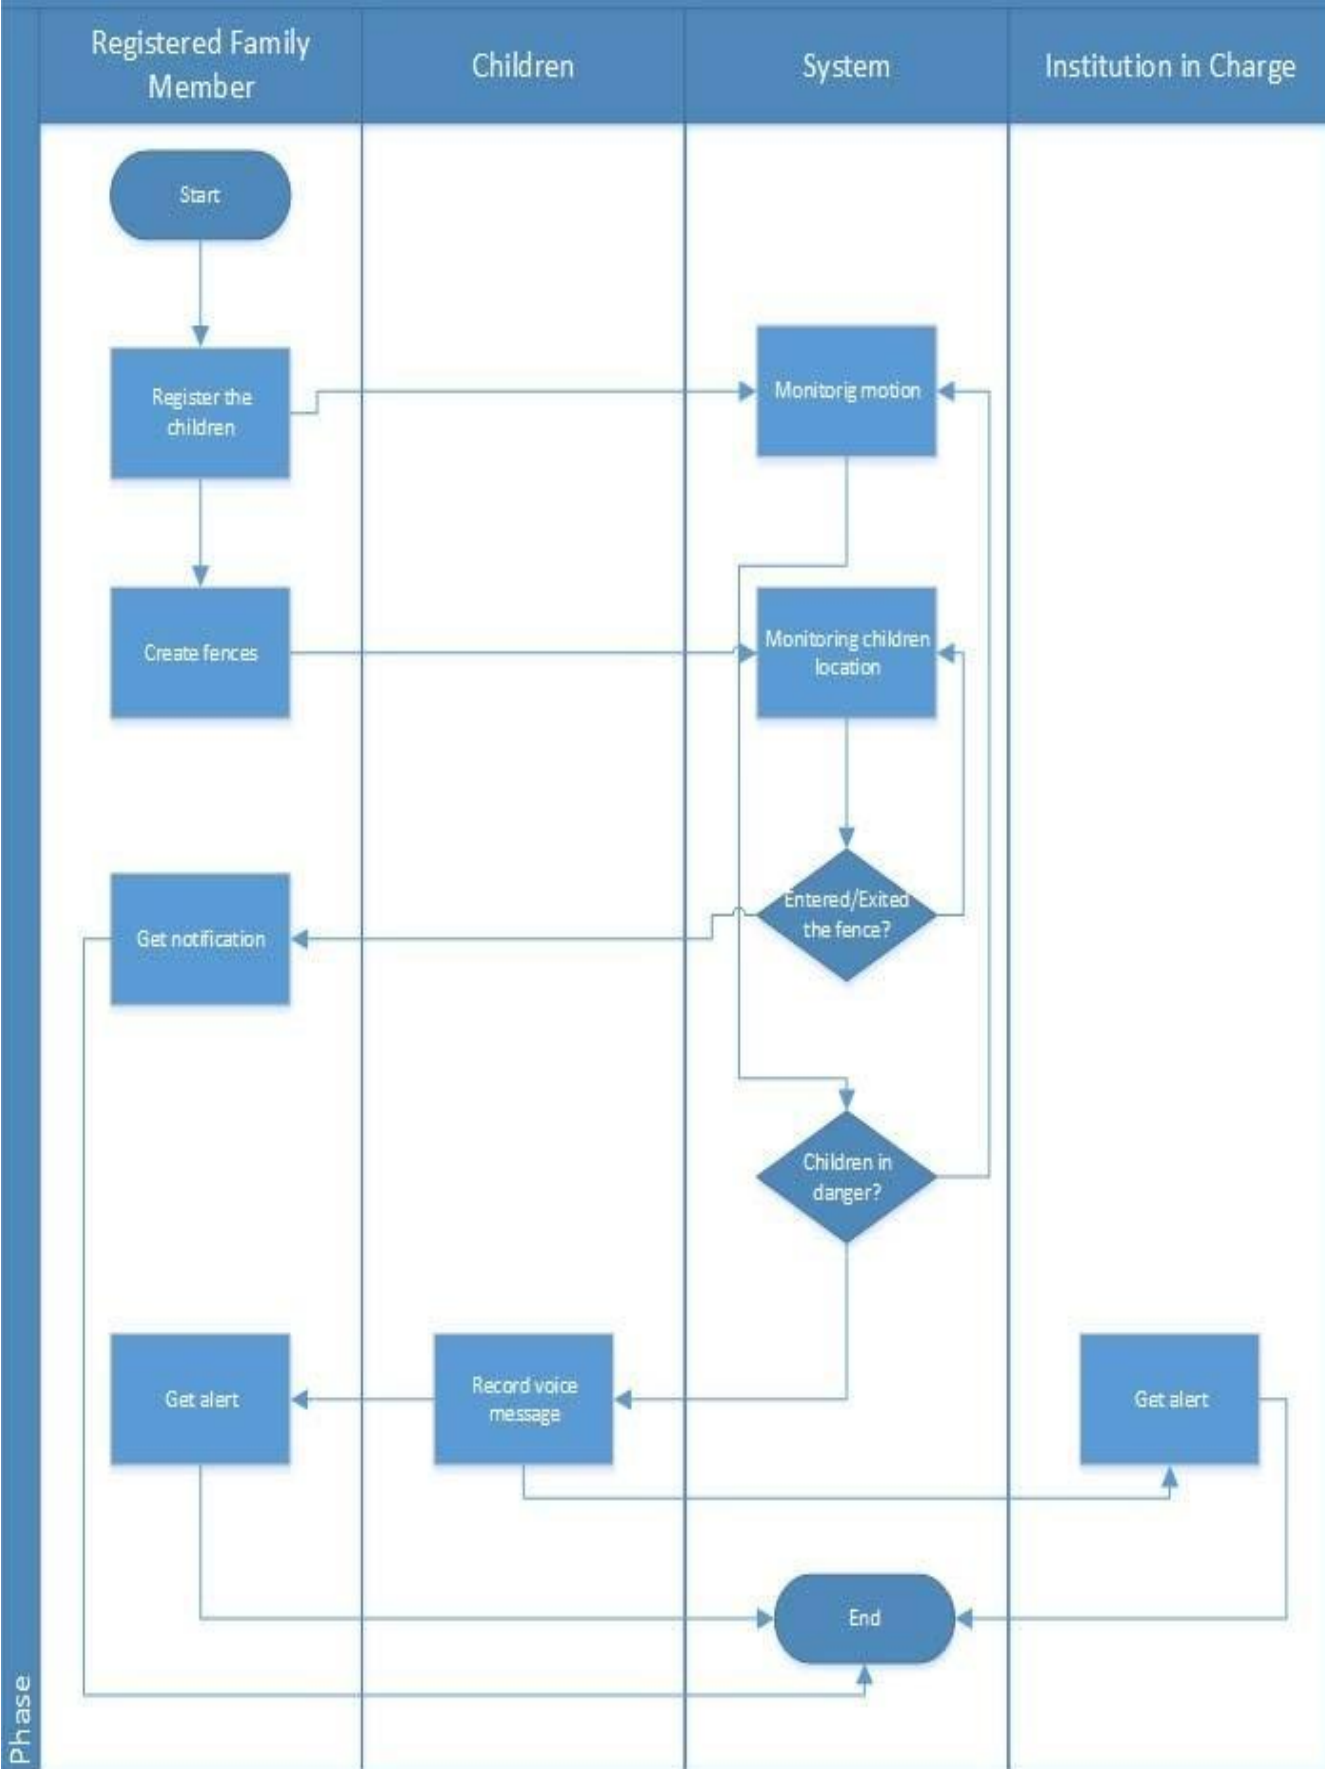 Registered Family
Member
Children
System
Institution in Charge
Start
Register the
children
Monitorig motion
Create fences
Monitoring children
location
Get notification
Entered/Exited
the fence?
Children in
danger?
Get alert
Record voice
message
Get alert
End
Phase